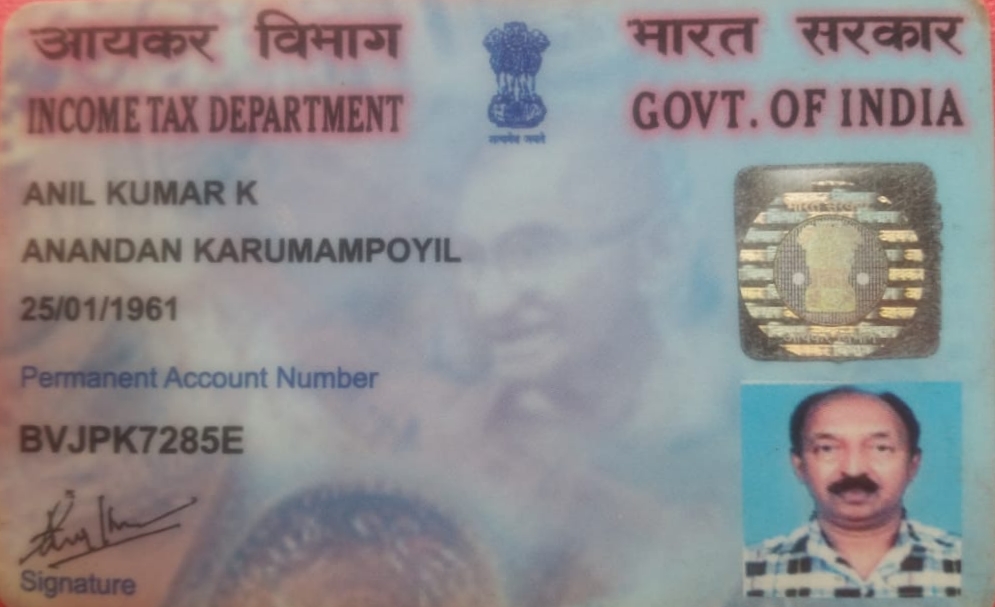 आयकर विभाग
भारत सरकार
INCOME TAX DEPARTMENT
GOVT. OF INDIA
सत्यमेव जयते
ANIL KUMAR K
ANANDAN KARUMAMPOYIL
25/01/1961
Permanent Account Number
BVJPK7285E
Signature